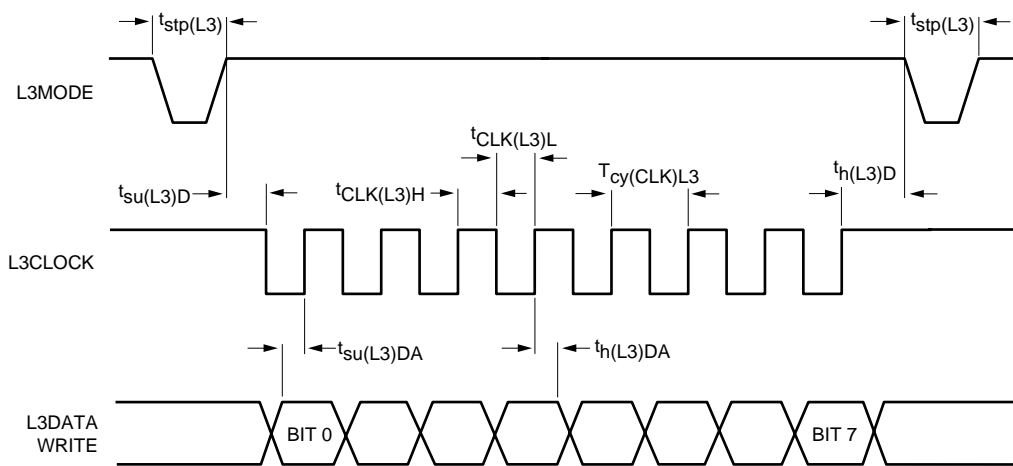 tstp(L3) tstp(L3)
L3MODE
tCLK(L3)L
tsu(L3)D tCLK(L3)H Tcy(CLK)L3 th(L3)D
L3CLOCK
tsu(L3)DA th(L3)DA
L3DATA
WRITE
BIT 0 BIT 7